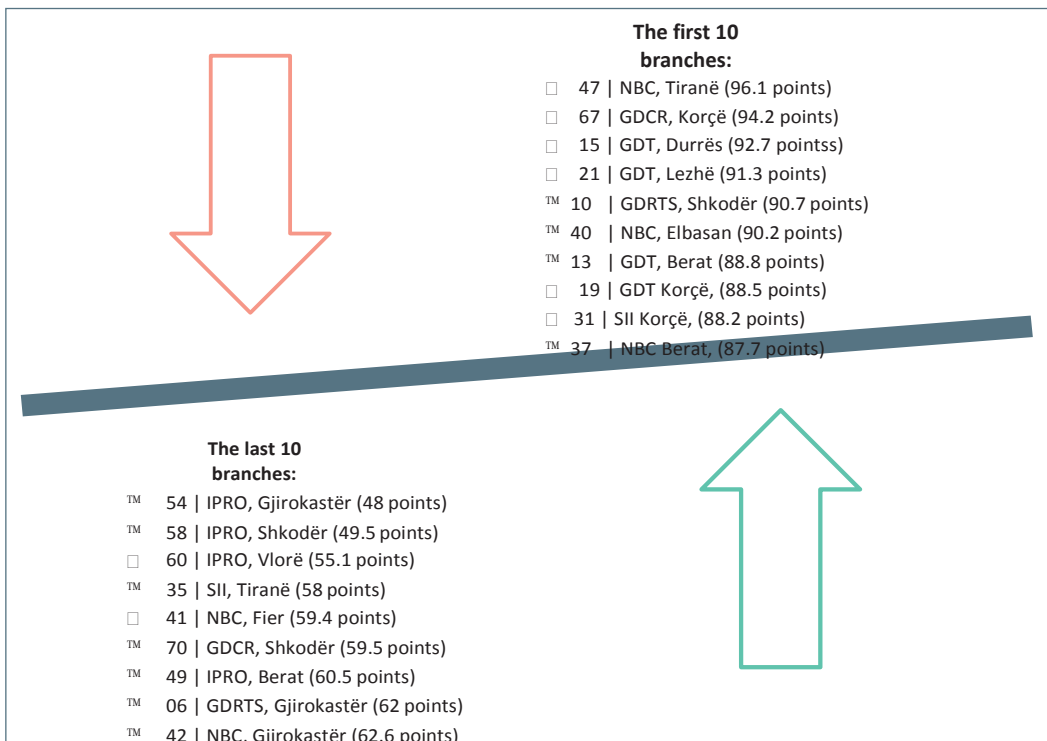 The first 10
branches:
□ 47 | NBC, Tiranë (96.1 points)
□ 67 | GDCR, Korçë (94.2 points)
□ 15 | GDT, Durrës (92.7 pointss)
□ 21 | GDT, Lezhë (91.3 points)
™ 10 | GDRTS, Shkodër (90.7 points)
™ 40 | NBC, Elbasan (90.2 points)
™ 13 | GDT, Berat (88.8 points)
□ 19 | GDT Korçë, (88.5 points)
□ 31 | SII Korçë, (88.2 points)
™ 37 | NBC Berat, (87.7 points)
The last 10
branches:
™ 54 | IPRO, Gjirokastër (48 points)
™ 58 | IPRO, Shkodër (49.5 points)
□ 60 | IPRO, Vlorë (55.1 points)
™ 35 | SII, Tiranë (58 points)
□ 41 | NBC, Fier (59.4 points)
™ 70 | GDCR, Shkodër (59.5 points)
™ 49 | IPRO, Berat (60.5 points)
™ 06 | GDRTS, Gjirokastër (62 points)
™ 42 | NBC, Gjirokastër (62.6 points)